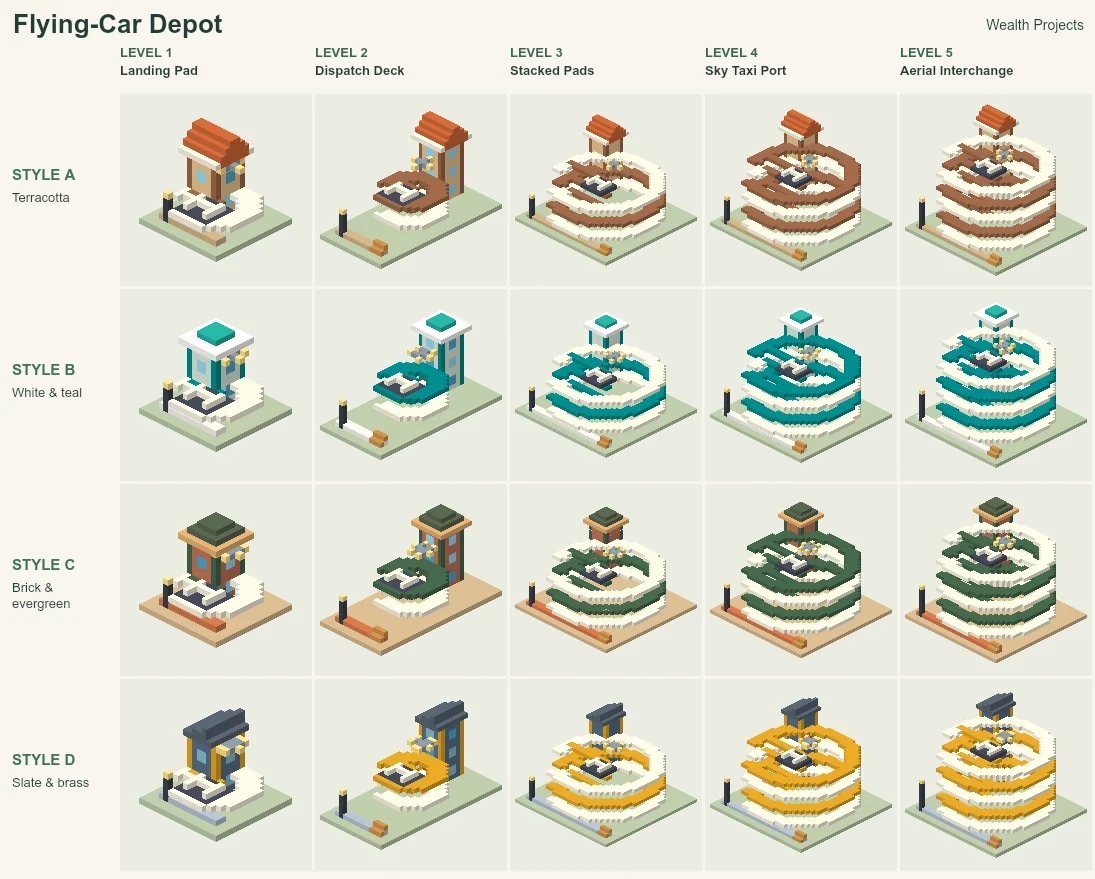 Flying-Car Depot
Wealth Projects
LEVEL 1
Landing Pad
LEVEL 2
Dispatch Deck
LEVEL 3
Stacked Pads
LEVEL 4
Sky Taxi Port
LEVEL 5
Aerial Interchange
STYLE A
Terracotta
STYLE B
White & teal
STYLE C
Brick &
evergreen
STYLE D
Slate & brass